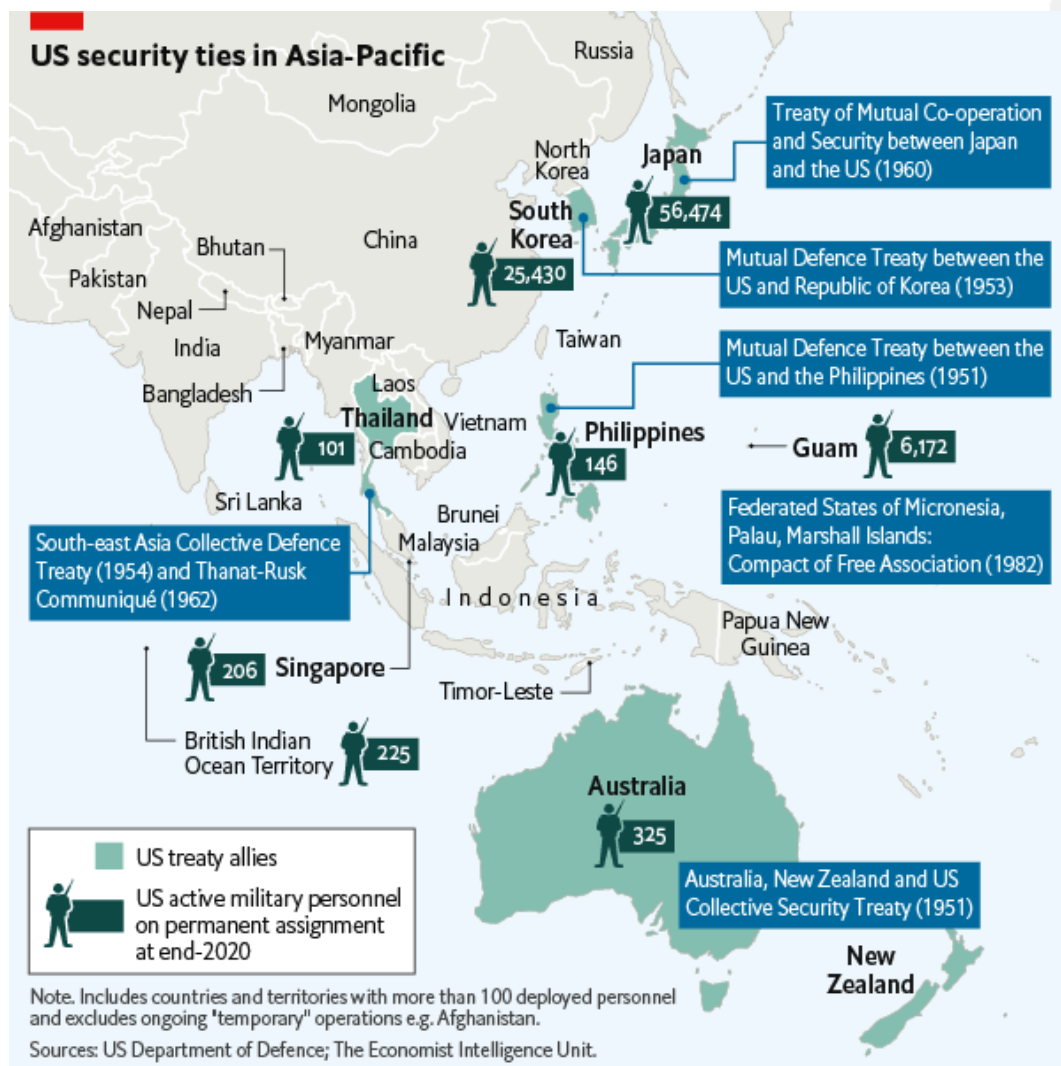 US security ties in Asia-Pacific
Russia
Mongolia
Treaty of Mutual Co-operation
and Security between Japan
and the US (1960)
North
Korea
Japan
56,474
South
Korea
25,430
Afghanistan
Bhutan
China
Pakistan
Nepal
India
Bangladesh
Myanmar
Mutual Defence Treaty between the
US and Republic of Korea (1953)
Taiwan
Mutual Defence Treaty between the
US and the Philippines (1951)
Laos
Thailand
101
Vietnam
Cambodia
Philippines
146
Guam
6,172
Sri Lanka
Brunei
Malaysia
Federated States of Micronesia,
Palau, Marshall Islands:
Compact of Free Association (1982)
South-east Asia Collective Defence
Treaty (1954) and Thanat-Rusk
Communiqué (1962)
Indonesia
Papua New
Guinea
206
Singapore
Timor-Leste
British Indian
Ocean Territory
225
Australia
325
Australia, New Zealand and US
Collective Security Treaty (1951)
New
Zealand
US treaty allies
US active military personnel
on permanent assignment
at end-2020
Note. Includes countries and territories with more than 100 deployed personnel
and excludes ongoing "temporary" operations e.g. Afghanistan.
Sources: US Department of Defence; The Economist Intelligence Unit.